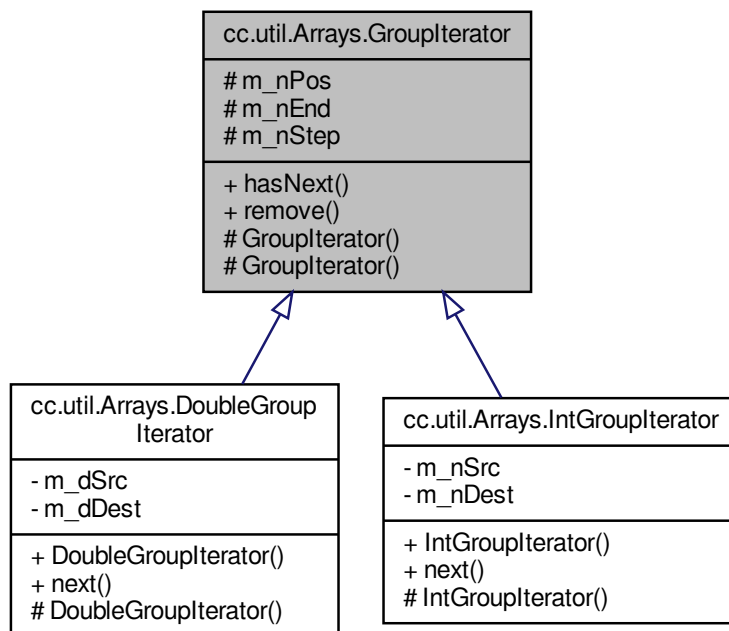 cc.util.Arrays.GroupIterator
# m_nPos
# m_nEnd
# m_nStep
+ hasNext()
+ remove()
# GroupIterator()
# GroupIterator()
cc.util.Arrays.DoubleGroup
Iterator
- m_dSrc
- m_dDest
+ DoubleGroupIterator()
+ next()
# DoubleGroupIterator()
cc.util.Arrays.IntGroupIterator
- m_nSrc
- m_nDest
+ IntGroupIterator()
+ next()
# IntGroupIterator()